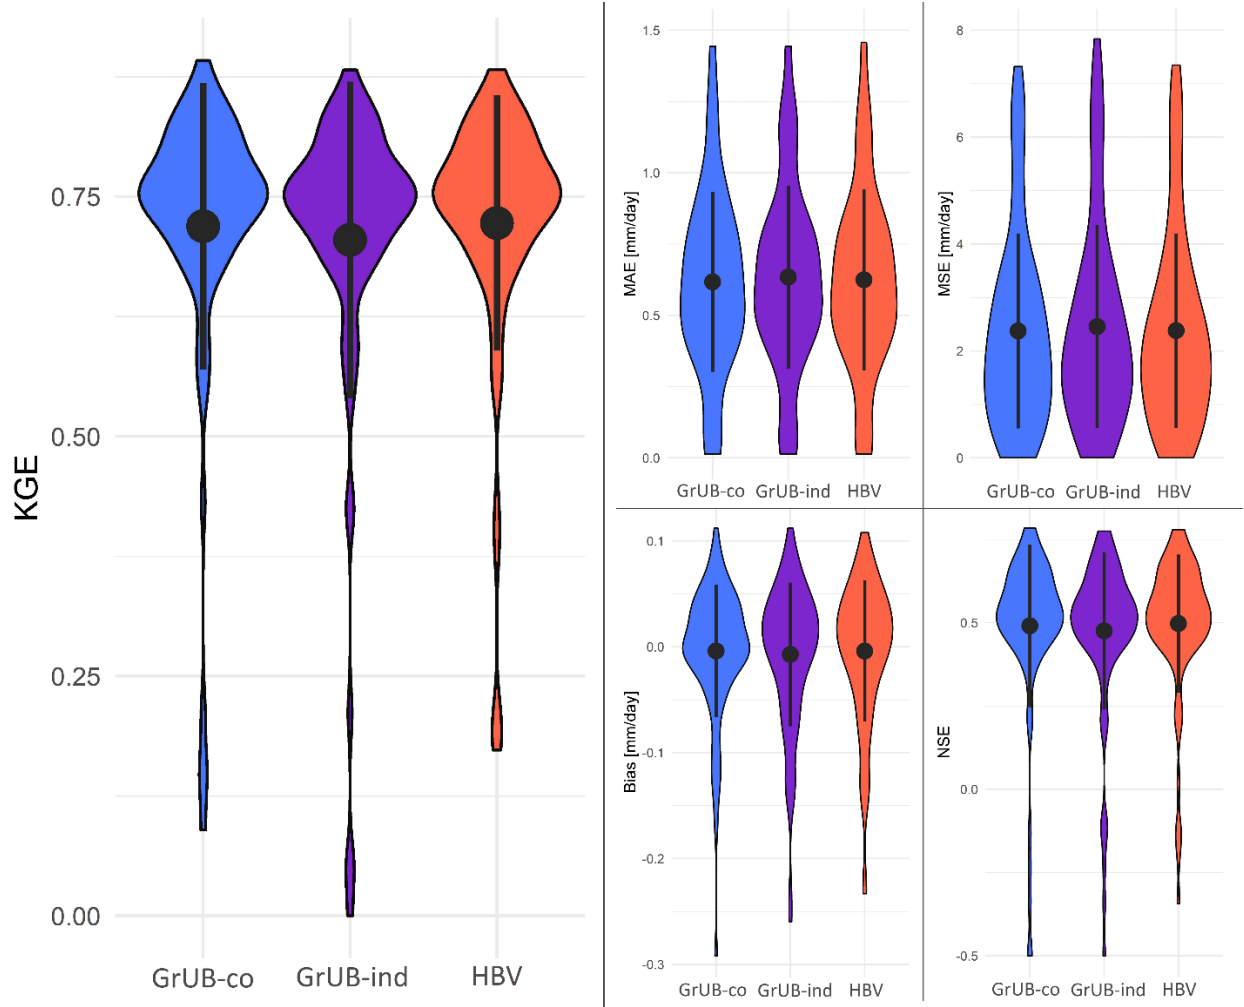 KGE
0.75
0.50
0.25
0.00
GrUB-co GrUB-ind HBV
MAE [mm/day]
1.5
1.0
0.5
0.0
GrUB-co GrUB-ind HBV
MSE [mm/day]
8
6
4
2
0
GrUB-co GrUB-ind HBV
Bias [mm/day]
0.1
0.0
-0.1
-0.2
-0.3
GrUB-co GrUB-ind HBV
NSE
0.5
0.0
-0.5
GrUB-co GrUB-ind HBV